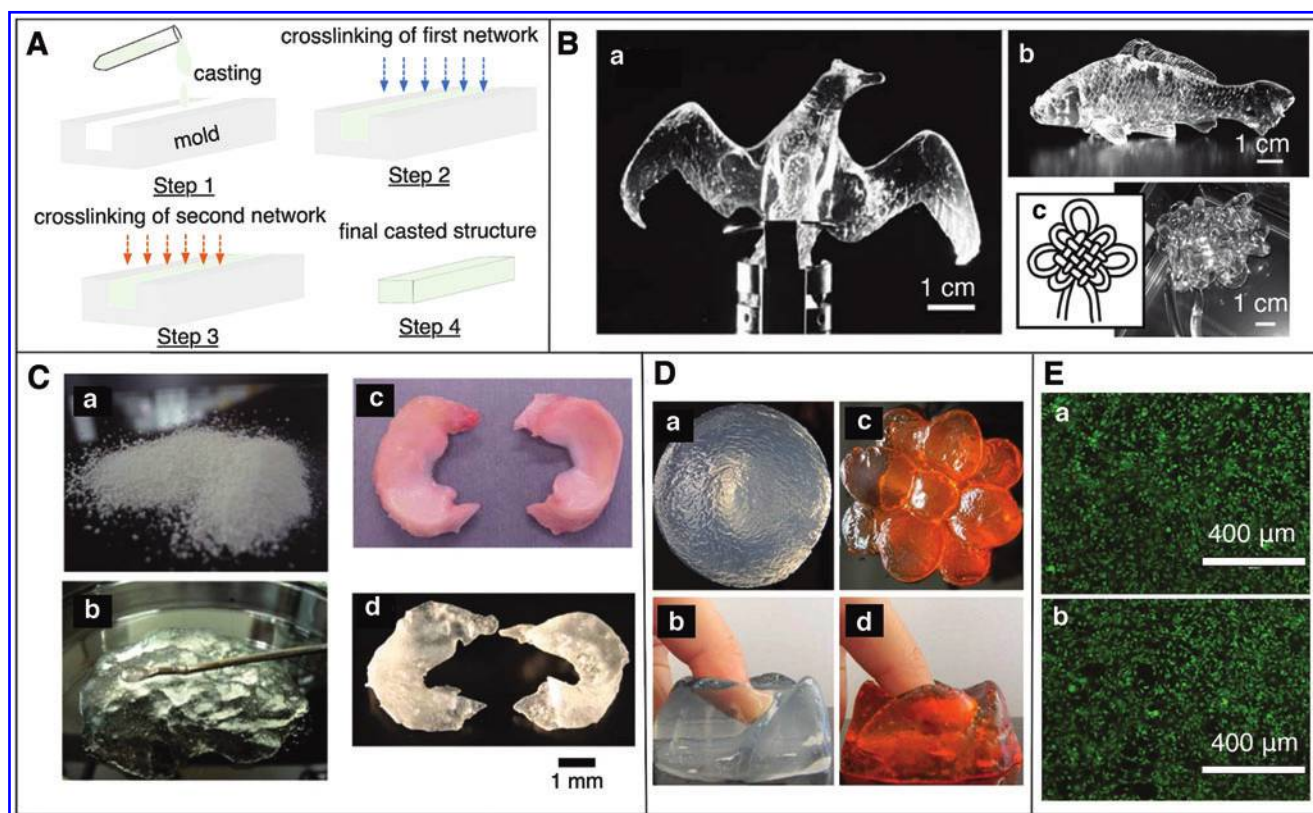 A
casting
mold
Step 1
crosslinking of first network
Step 2
crosslinking of second network
Step 3
final casted structure
Step 4
B
a
1 cm
b
1 cm
c
1 cm
C
a
b
c
d
1 mm
D
a
b
c
d
E
a
400 µm
b
400 µm